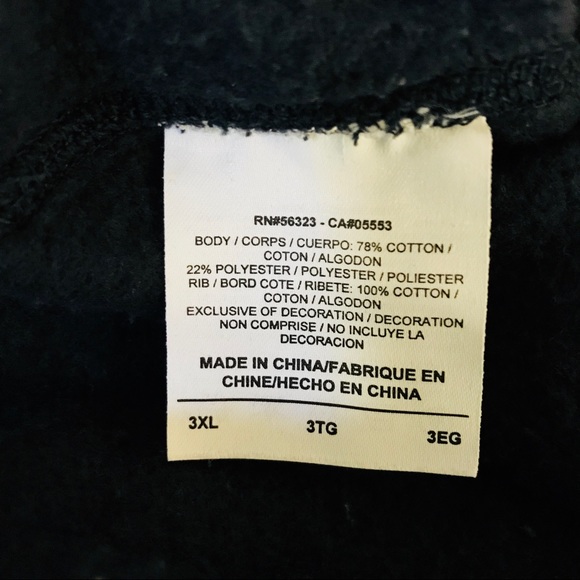 RN#56323 - CA#05553
BODY / CORPS / CUERPO: 78% COTTON /
COTON / ALGODON
22% POLYESTER / POLYESTER / POLIESTER
RIB / BORD COTE / RIBETE: 100% COTTON /
COTON / ALGODON
EXCLUSIVE OF DECORATION / DECORATION
NON COMPRISE / NO INCLUYE LA
DECORACION
MADE IN CHINA/FABRIQUE EN
CHINE/HECHO EN CHINA
3XL 3TG 3EG